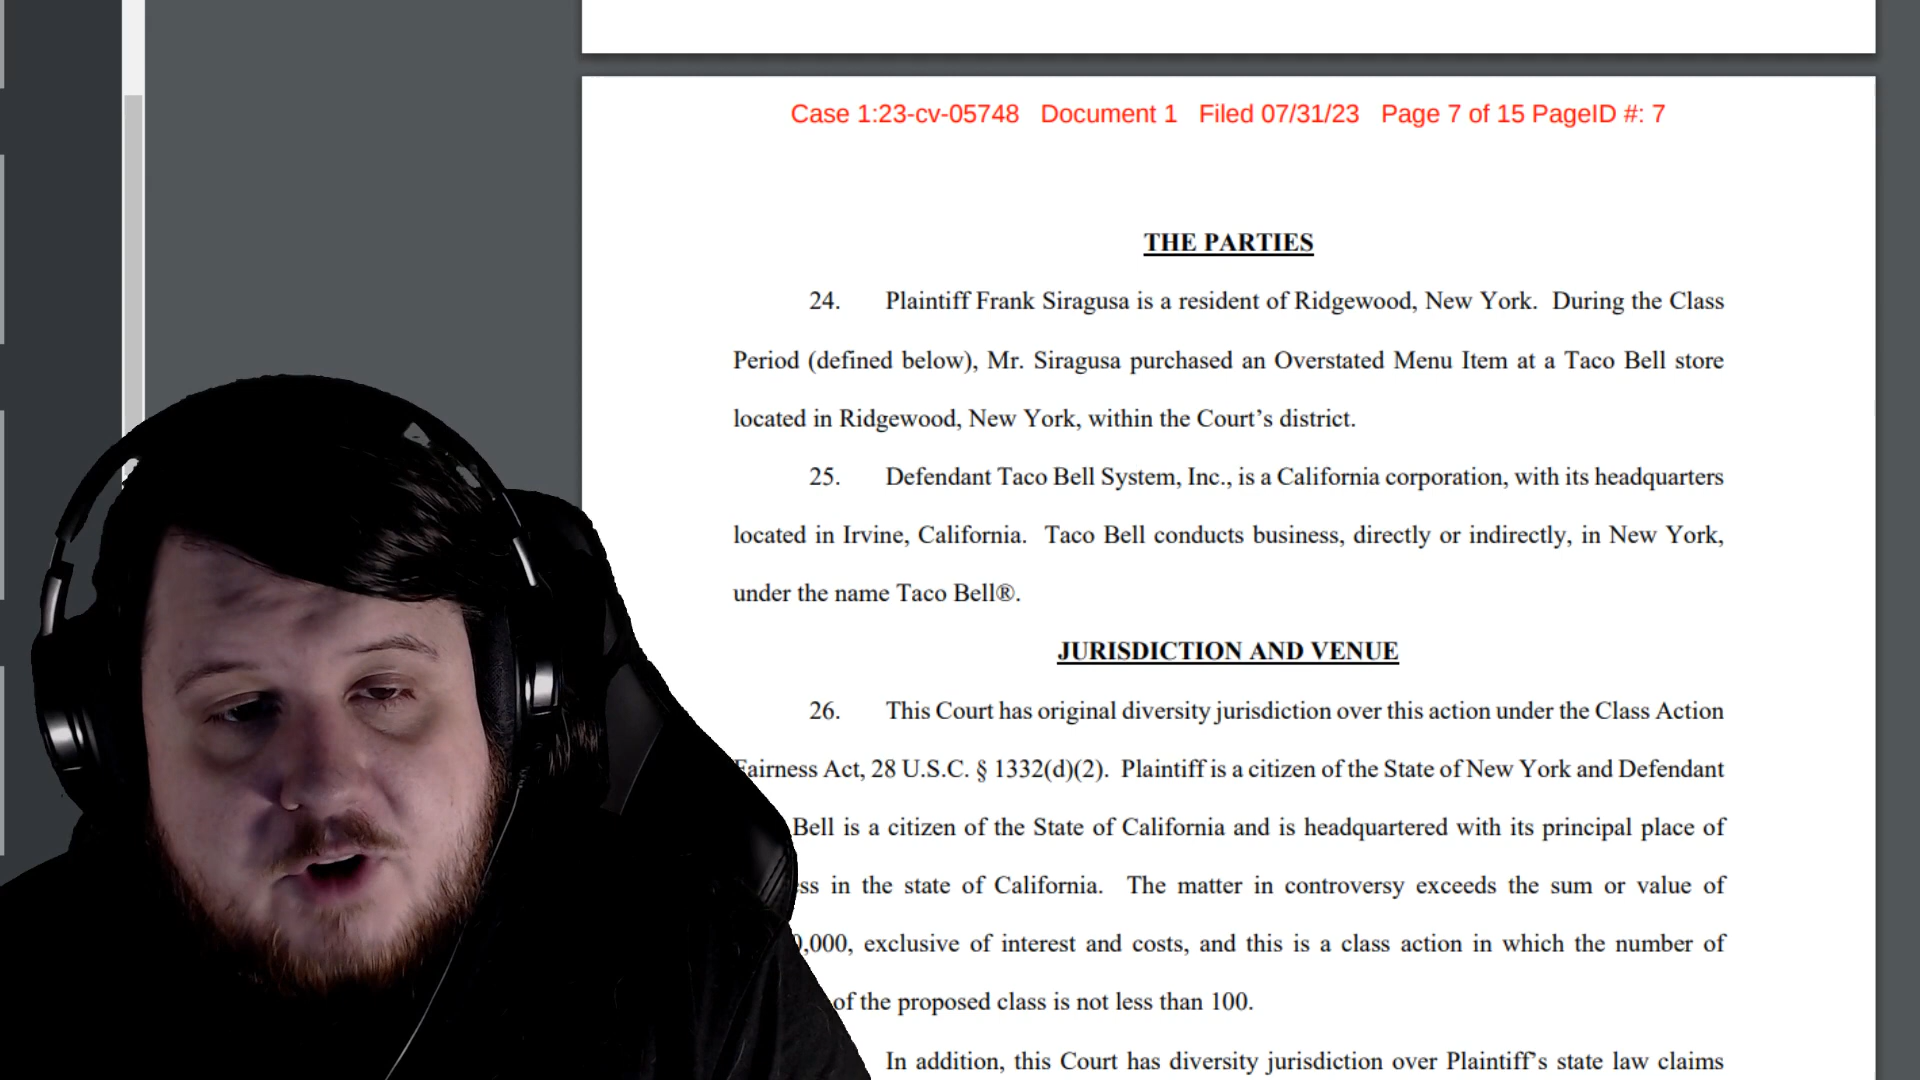 Case 1:23-cv-05748 Document 1 Filed 07/31/23 Page 7 of 15 PageID #: 7
THE PARTIES
24. Plaintiff Frank Siragusa is a resident of Ridgewood, New York. During the Class
Period (defined below), Mr. Siragusa purchased an Overstated Menu Item at a Taco Bell store
located in Ridgewood, New York, within the Court’s district.
25. Defendant Taco Bell System, Inc., is a California corporation, with its headquarters
located in Irvine, California. Taco Bell conducts business, directly or indirectly, in New York,
under the name Taco Bell®.
JURISDICTION AND VENUE
26. This Court has original diversity jurisdiction over this action under the Class Action
Fairness Act, 28 U.S.C. § 1332(d)(2). Plaintiff is a citizen of the State of New York and Defendant
Bell is a citizen of the State of California and is headquartered with its principal place of
in the state of California. The matter in controversy exceeds the sum or value of
exclusive of interest and costs, and this is a class action in which the number of
of the proposed class is not less than 100.
In addition, this Court has diversity jurisdiction over Plaintiff’s state law claims